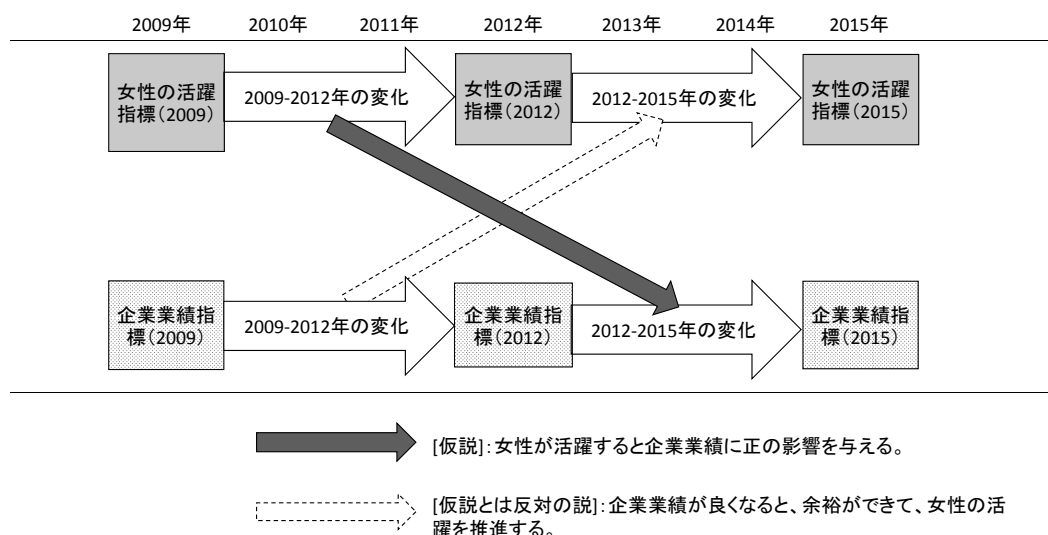 2009年 2010年 2011年 2012年 2013年 2014年 2015年
女性の活躍
指標(2009)
2009-2012年の変化
女性の活躍
指標(2012)
2012-2015年の変化
女性の活躍
指標(2015)
企業業績指
標(2009)
2009-2012年の変化
企業業績指
標(2012)
2012-2015年の変化
企業業績指
標(2015)
[仮説]:女性が活躍すると企業業績に正の影響を与える。
[仮説とは反対の説]:企業業績が良くなると、余裕ができて、女性の活
躍を推進する。